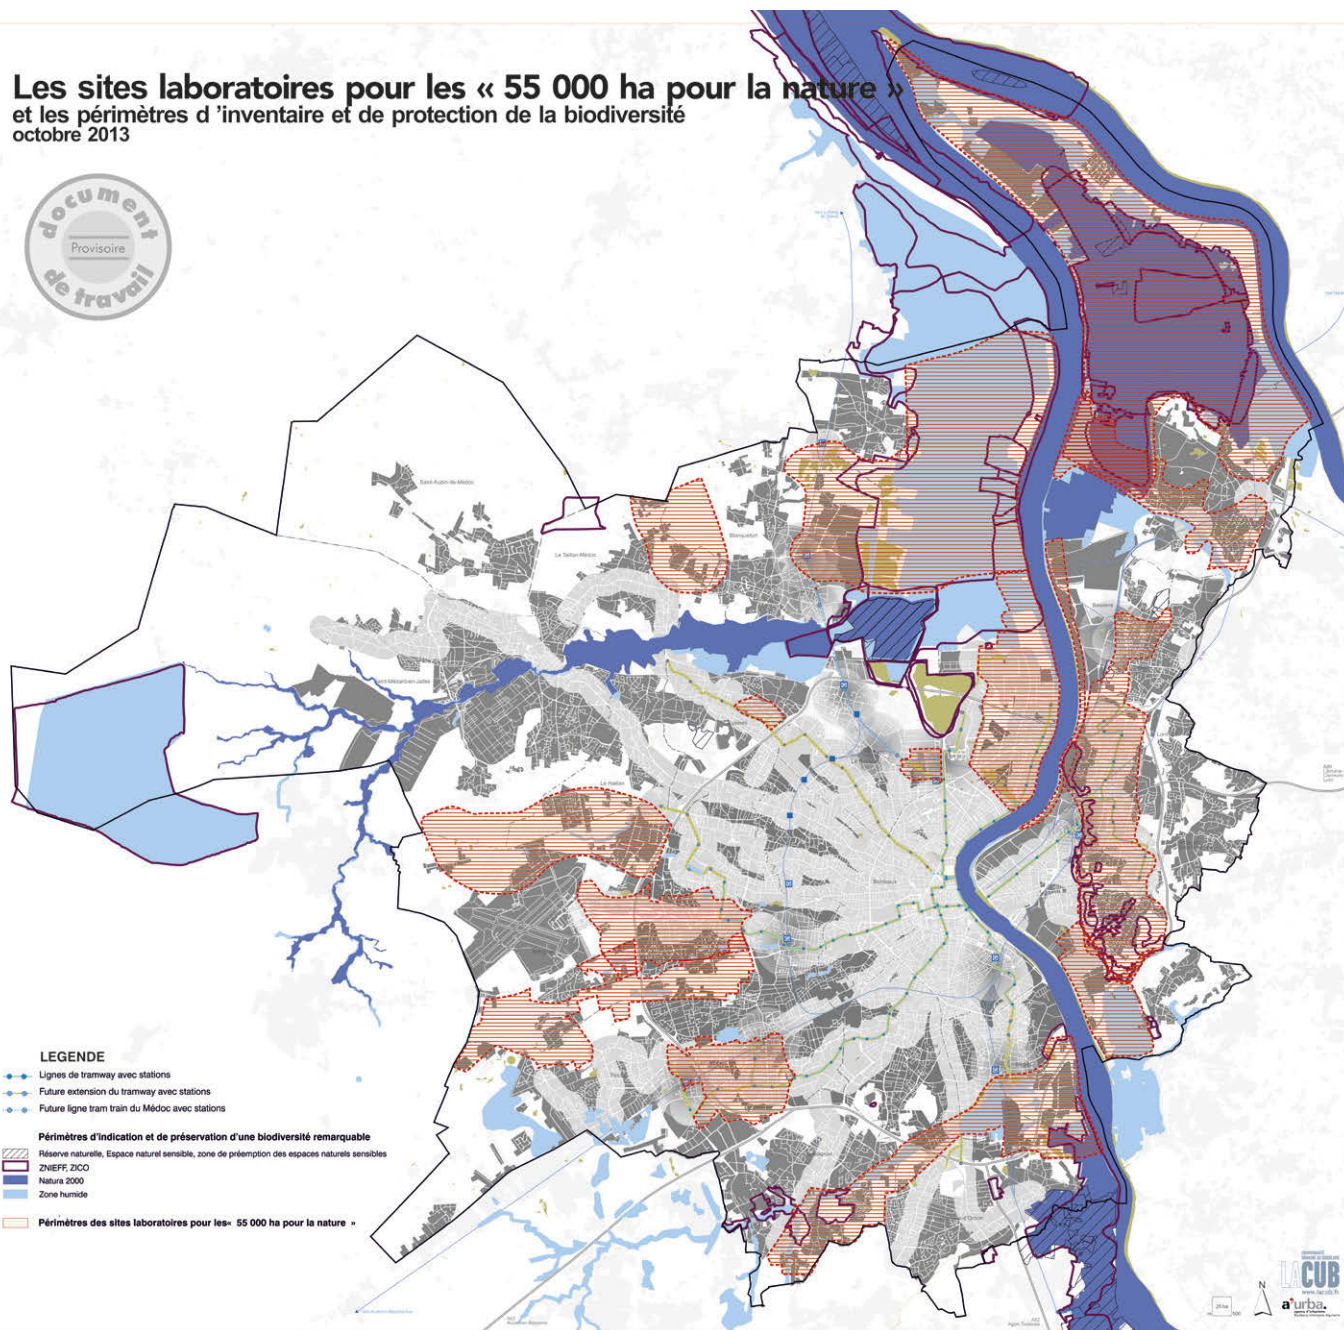 Les sites laboratoires pour les « 55 000 ha pour la nature »
et les périmètres d ’inventaire et de protection de la biodiversité
octobre 2013
document
Provisoire
de travail
Saint-Aubin-de-Médoc
Le Taillan-Médoc
Blanquefort
Saint-Médard-en-Jalles
Le Haillan
Bordeaux
LEGENDE
Lignes de tramway avec stations
Future extension du tramway avec stations
Future ligne tram train du Médoc avec stations
Périmètres d'indication et de préservation d'une biodiversité remarquable
Réserve naturelle, Espace naturel sensible, zone de préemption des espaces naturels sensibles
ZNIEFF, ZICO
Natura 2000
Zone humide
Périmètres des sites laboratoires pour les« 55 000 ha pour la nature »
N
LACUB
www.lacub.fr
a'urba.